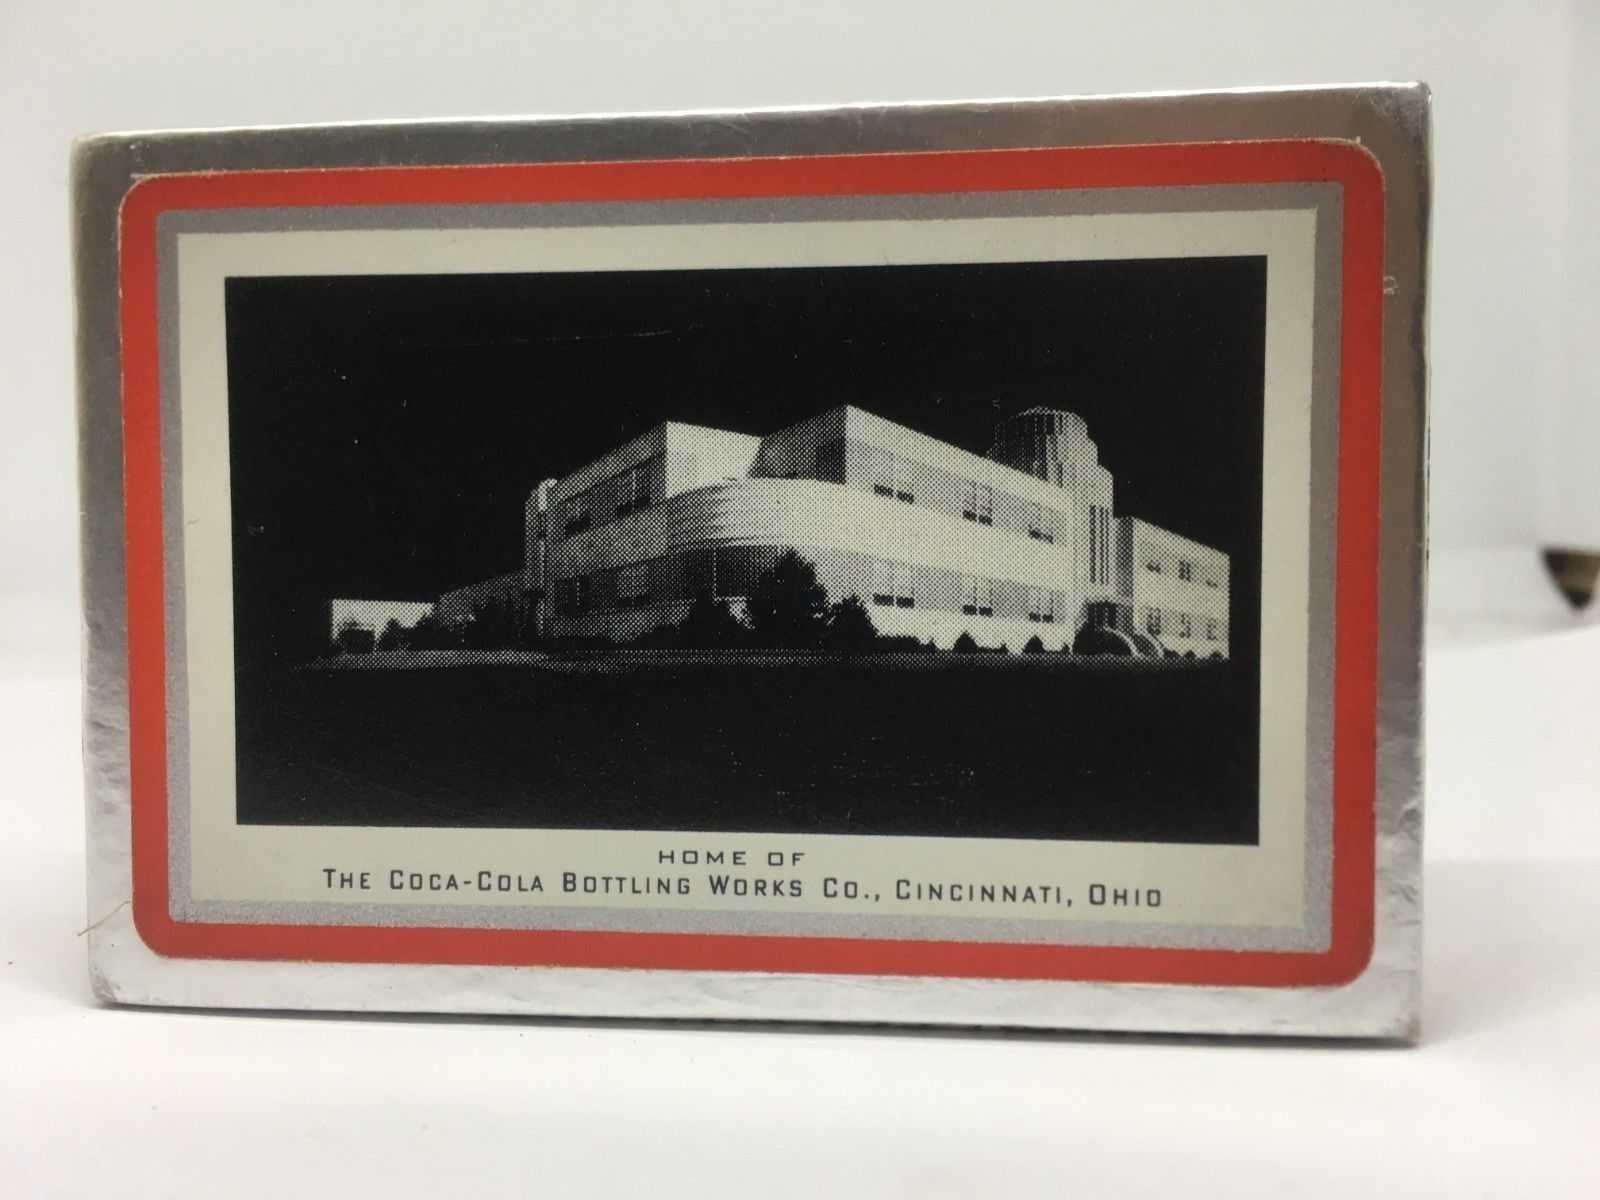 HOME OF
THE COCA-COLA BOTTLING WORKS CO., CINCINNATI, OHIO